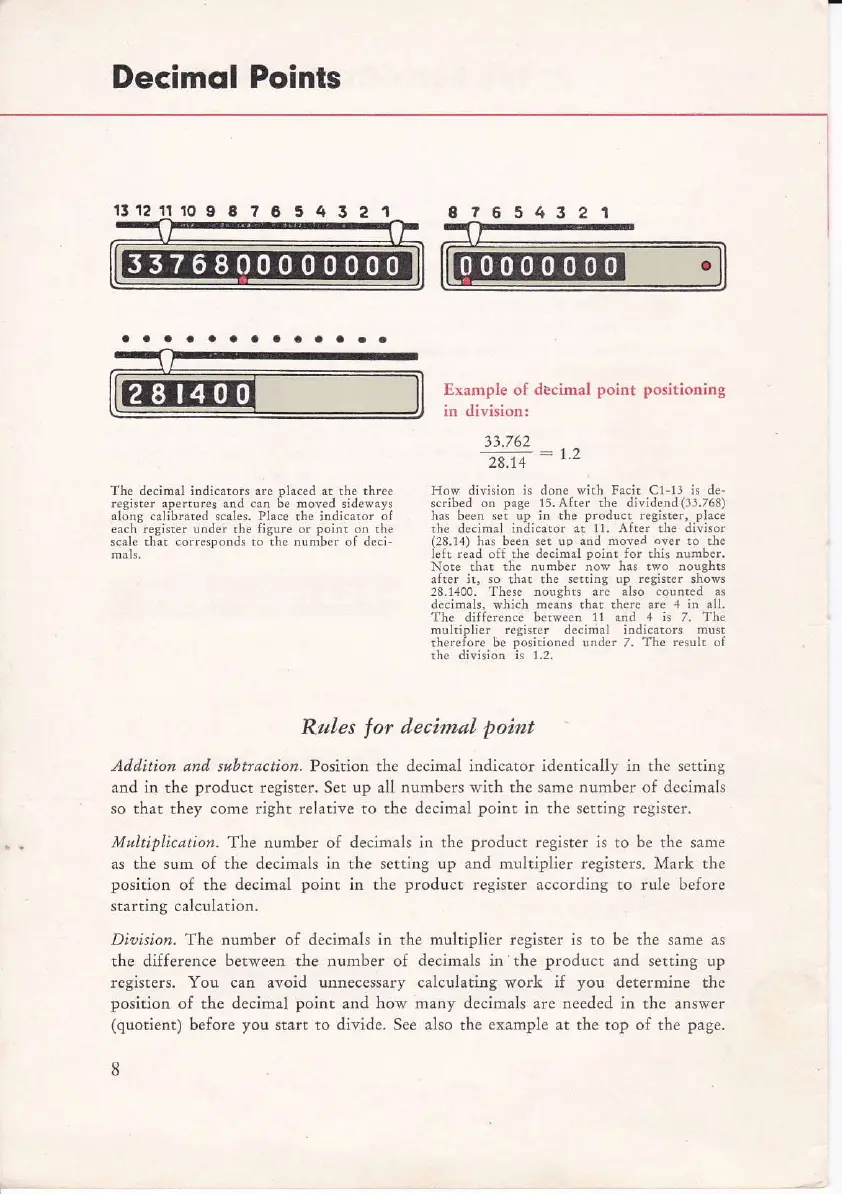 Decimal Points
13 12 11 10 9 8 7 6 5 4 3 2 1
8 7 6 5 4 3 2 1
3376800000000
00000000
281400
Example of decimal point positioning
in division:
33.762
28.14
= 1.2
The decimal indicators are placed at the three
register apertures and can be moved sideways
along calibrated scales. Place the indicator of
each register under the figure or point on the
scale that corresponds to the number of deci-
mals.
How division is done with Facit C1-13 is de-
scribed on page 15. After the dividend (33.768)
has been set up in the product register, place
the decimal indicator at 11. After the divisor
(28.14) has been set up and moved over to the
left read off the decimal point for this number.
Note that the number now has two noughts
after it, so that the setting up register shows
28.1400. These noughts are also counted as
decimals, which means that there are 4 in all.
The difference between 11 and 4 is 7. The
multiplier register decimal indicators must
therefore be positioned under 7. The result of
the division is 1.2.
Rules for decimal point
Addition and subtraction. Position the decimal indicator identically in the setting
and in the product register. Set up all numbers with the same number of decimals
so that they come right relative to the decimal point in the setting register.
Multiplication. The number of decimals in the product register is to be the same
as the sum of the decimals in the setting up and multiplier registers. Mark the
position of the decimal point in the product register according to rule before
starting calculation.
Division. The number of decimals in the multiplier register is to be the same as
the difference between the number of decimals in the product and setting up
registers. You can avoid unnecessary calculating work if you determine the
position of the decimal point and how many decimals are needed in the answer
(quotient) before you start to divide. See also the example at the top of the page.
8